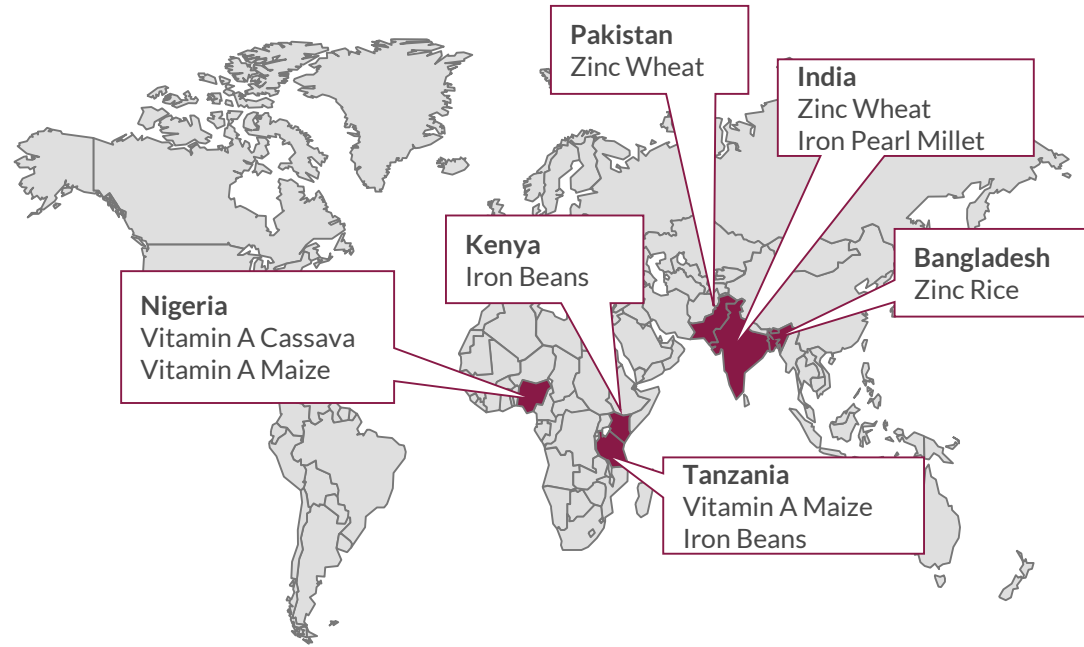 Pakistan
Zinc Wheat
India
Zinc Wheat
Iron Pearl Millet
Kenya
Iron Beans
Bangladesh
Zinc Rice
Nigeria
Vitamin A Cassava
Vitamin A Maize
Tanzania
Vitamin A Maize
Iron Beans